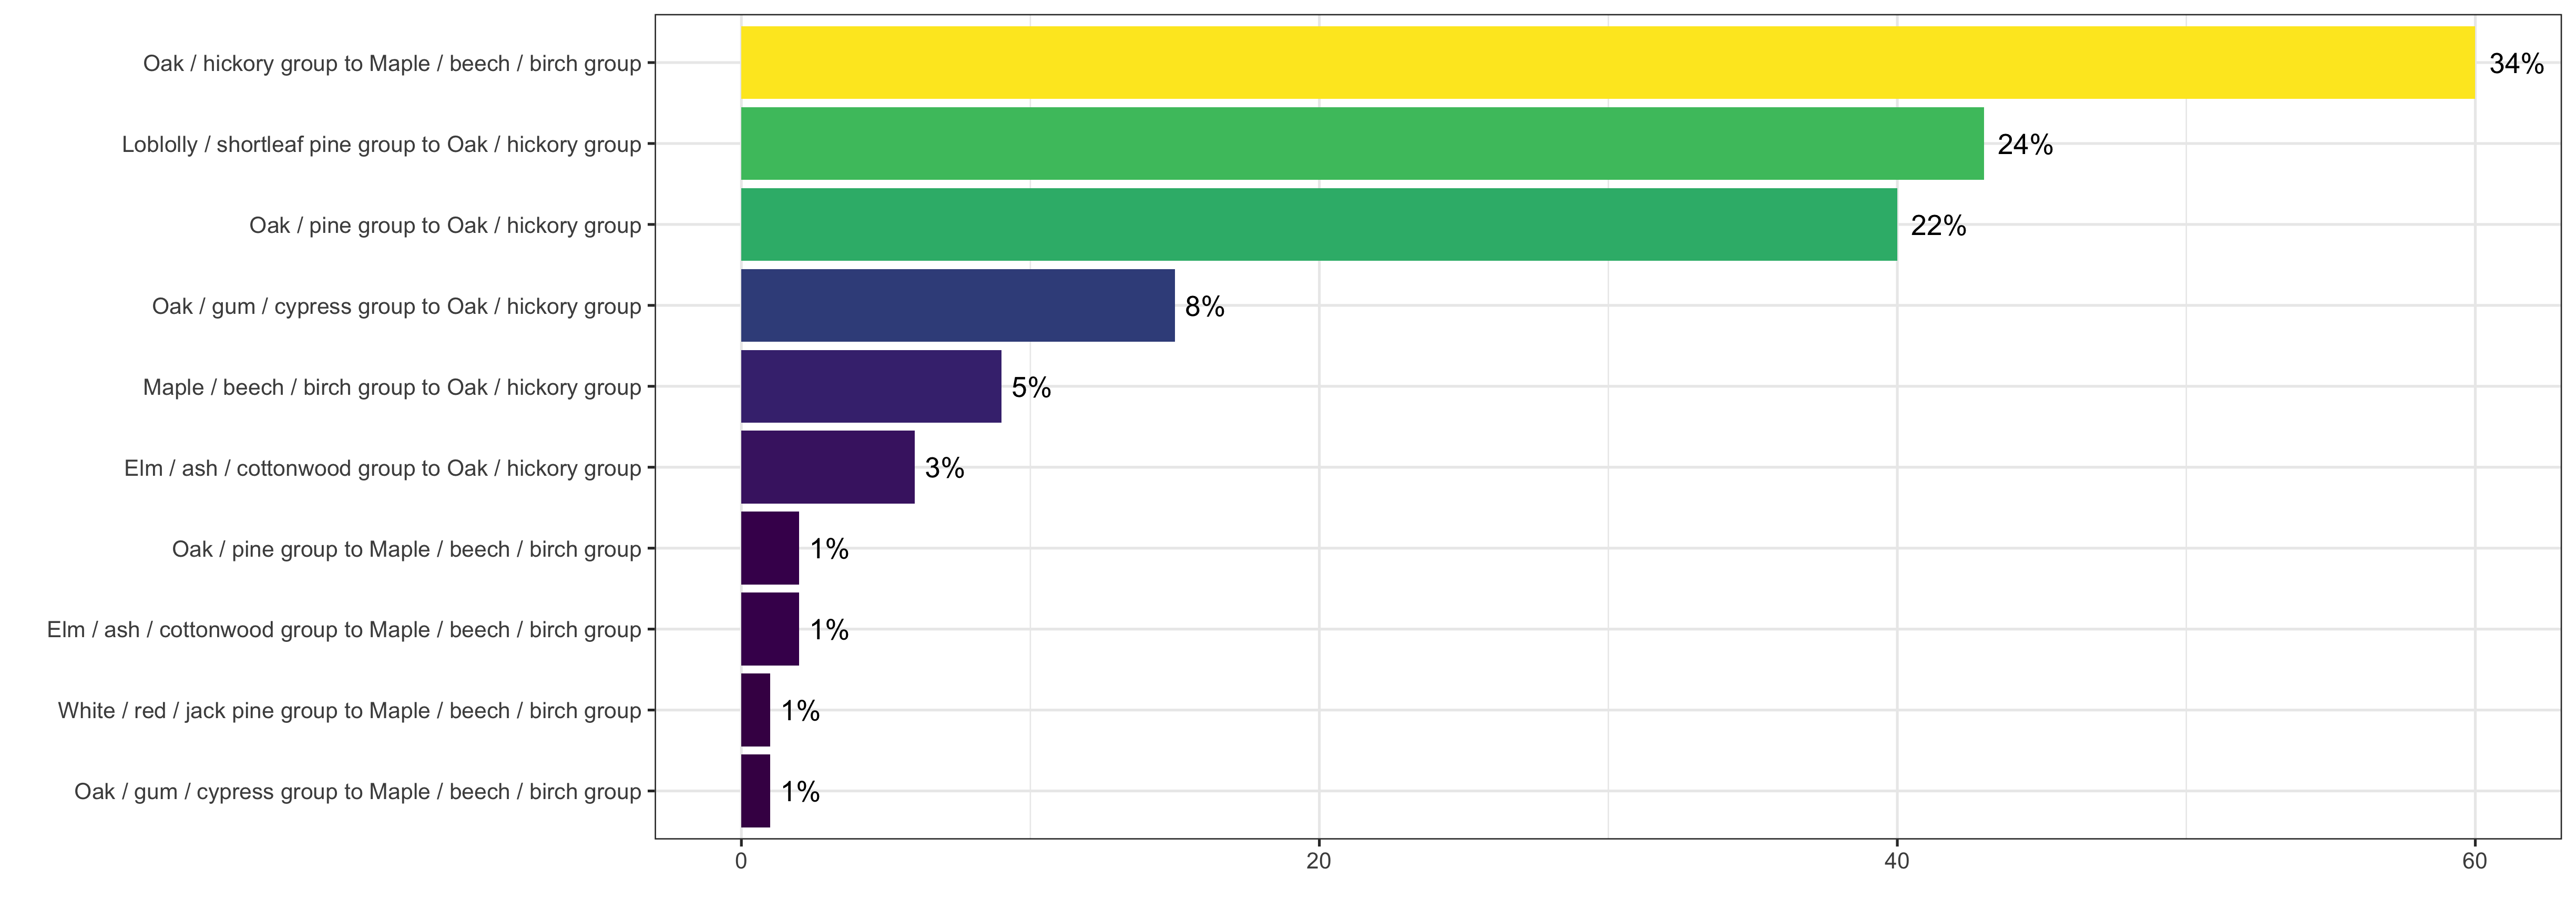 Oak / hickory group to Maple / beech / birch group 34%
Loblolly / shortleaf pine group to Oak / hickory group 24%
Oak / pine group to Oak / hickory group 22%
Oak / gum / cypress group to Oak / hickory group 8%
Maple / beech / birch group to Oak / hickory group 5%
Elm / ash / cottonwood group to Oak / hickory group 3%
Oak / pine group to Maple / beech / birch group 1%
Elm / ash / cottonwood group to Maple / beech / birch group 1%
White / red / jack pine group to Maple / beech / birch group 1%
Oak / gum / cypress group to Maple / beech / birch group 1%
0 20 40 60